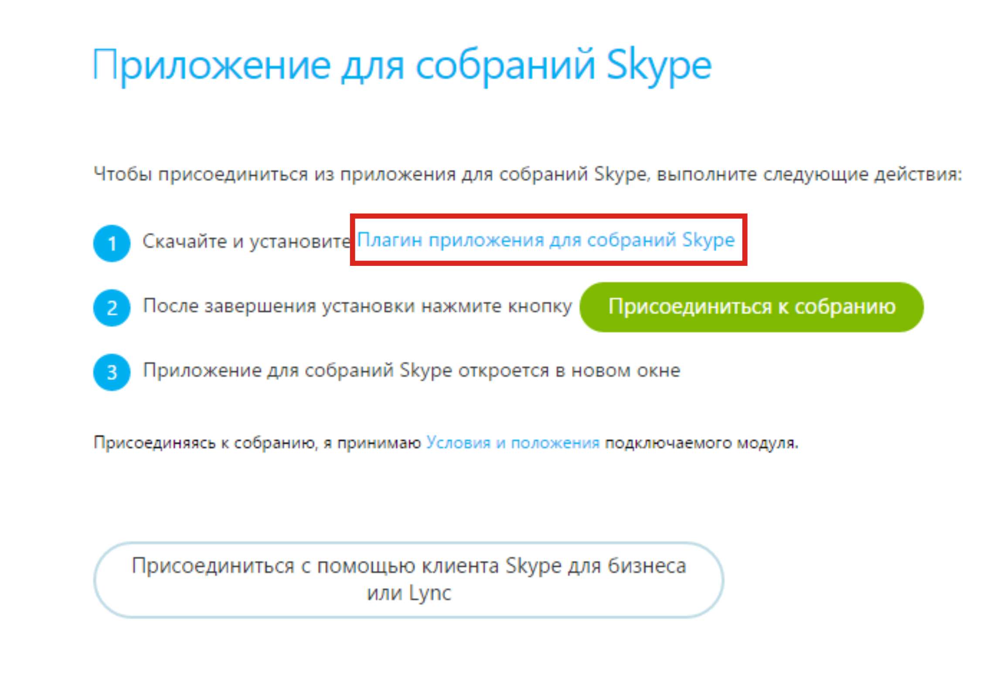 Приложение для собраний Skype
Чтобы присоединиться из приложения для собраний Skype, выполните следующие действия:
1 Скачайте и установите Плагин приложения для собраний Skype
2 После завершения установки нажмите кнопку Присоединиться к собранию
3 Приложение для собраний Skype откроется в новом окне
Присоединяясь к собранию, я принимаю Условия и положения подключаемого модуля.
Присоединиться с помощью клиента Skype для бизнеса
или Lync